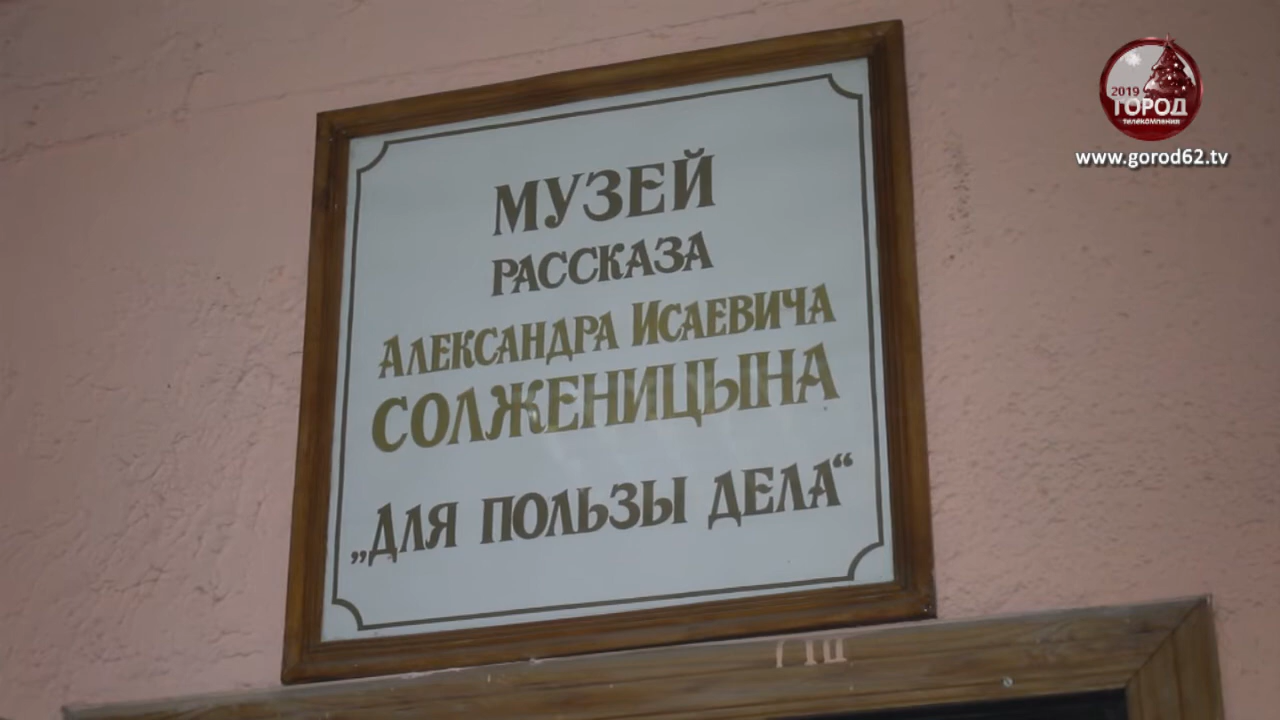 МУЗЕЙ
РАССКАЗА
АЛЕКСАНДРА ИСАЕВИЧА
СОЛЖЕНИЦЫНА
„ДЛЯ ПОЛЬЗЫ ДЕЛА“
2019
ГОРОД
телекомпания
www.gorod62.tv